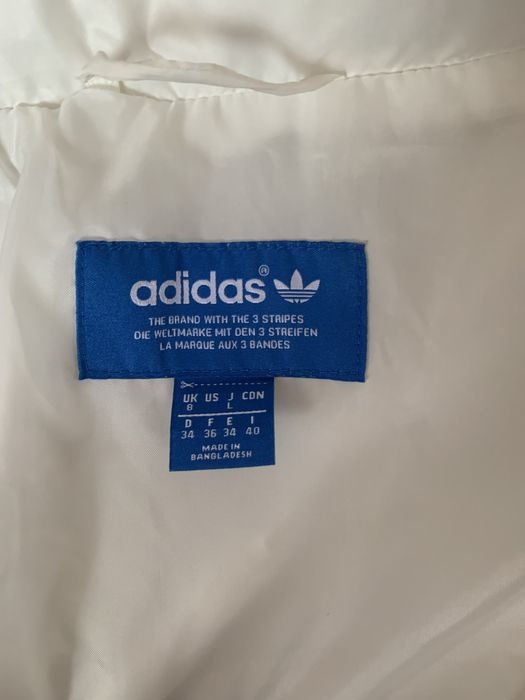 adidas®
THE BRAND WITH THE 3 STRIPES
DIE WELTMARKE MIT DEN 3 STREIFEN
LA MARQUE AUX 3 BANDES
UK US J CDN
8 L
D F E I
34 36 34 40
MADE IN
BANGLADESH